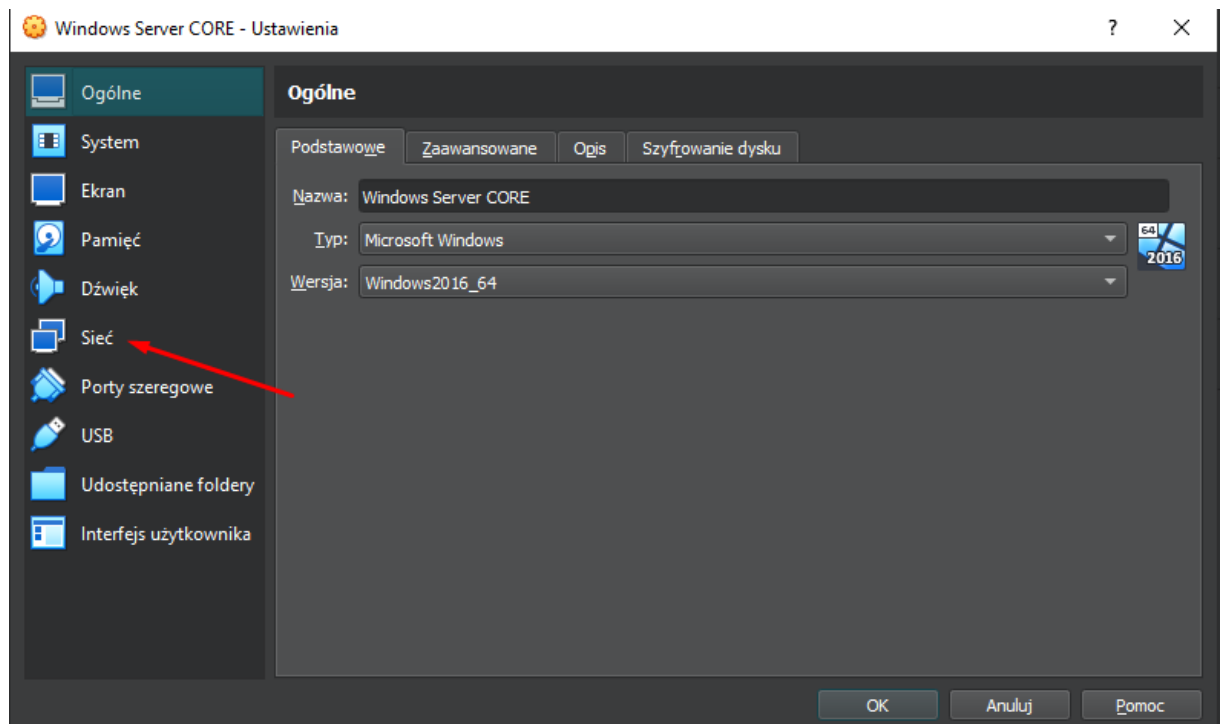 Windows Server CORE - Ustawienia
?
Ogólne
System
Ekran
Pamięć
Dźwięk
Sieć
Porty szeregowe
USB
Udostępniane foldery
Interfejs użytkownika
Ogólne
Podstawowe Zaawansowane Opis Szyfrowanie dysku
Nazwa: Windows Server CORE
Typ: Microsoft Windows
Wersja: Windows2016_64
64
2016
OK Anuluj Pomoc